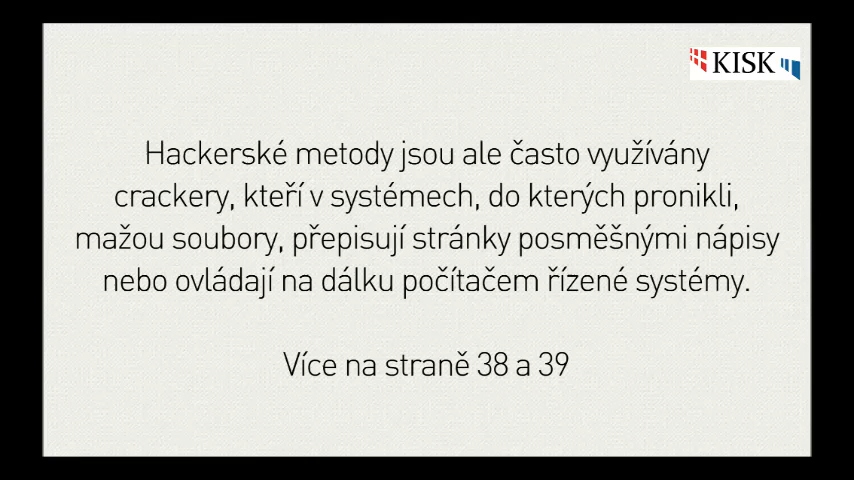 KISK
Hackerské metody jsou ale často využívány
crackery, kteří v systémech, do kterých pronikli,
mažou soubory, přepisují stránky posměšnými nápisy
nebo ovládají na dálku počítačem řízené systémy.
Více na straně 38 a 39